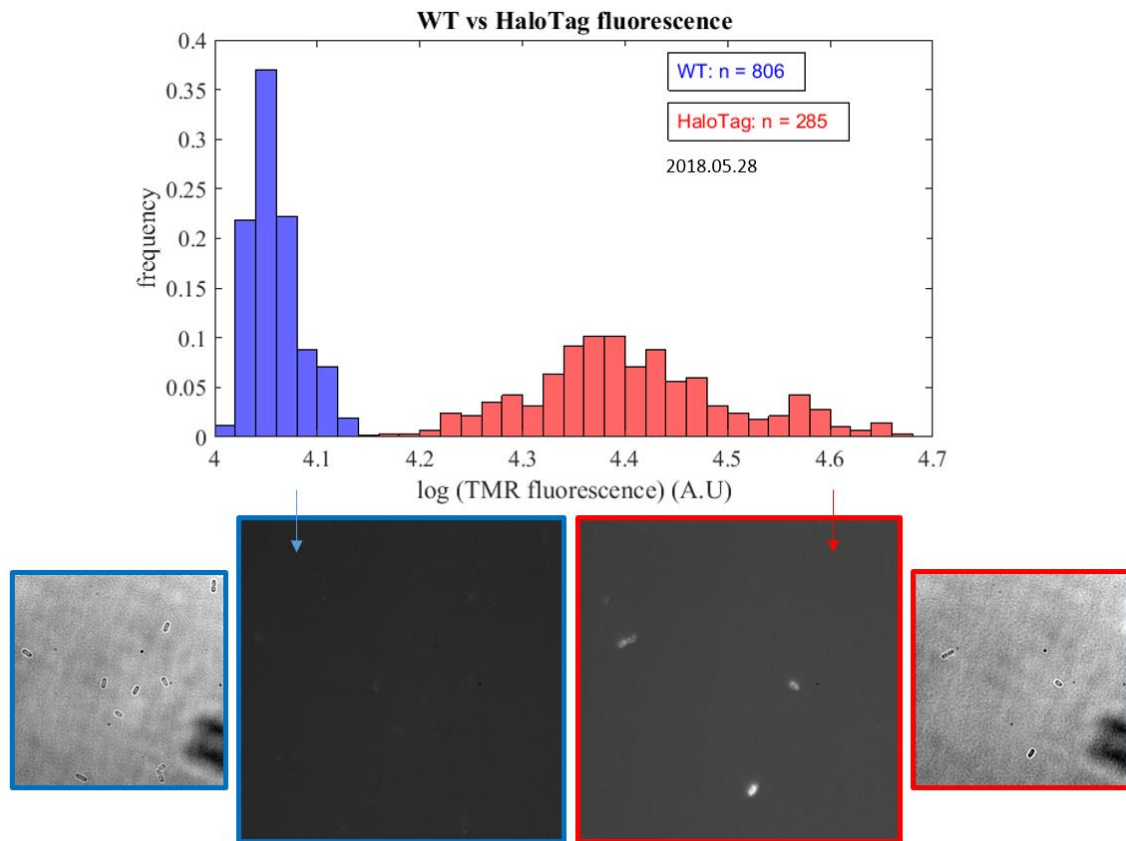 WT vs HaloTag fluorescence
0.4
0.35
0.3
0.25
0.2
0.15
0.1
0.05
0
frequency
WT: n = 806
HaloTag: n = 285
2018.05.28
4 4.1 4.2 4.3 4.4 4.5 4.6 4.7
log (TMR fluorescence) (A.U)